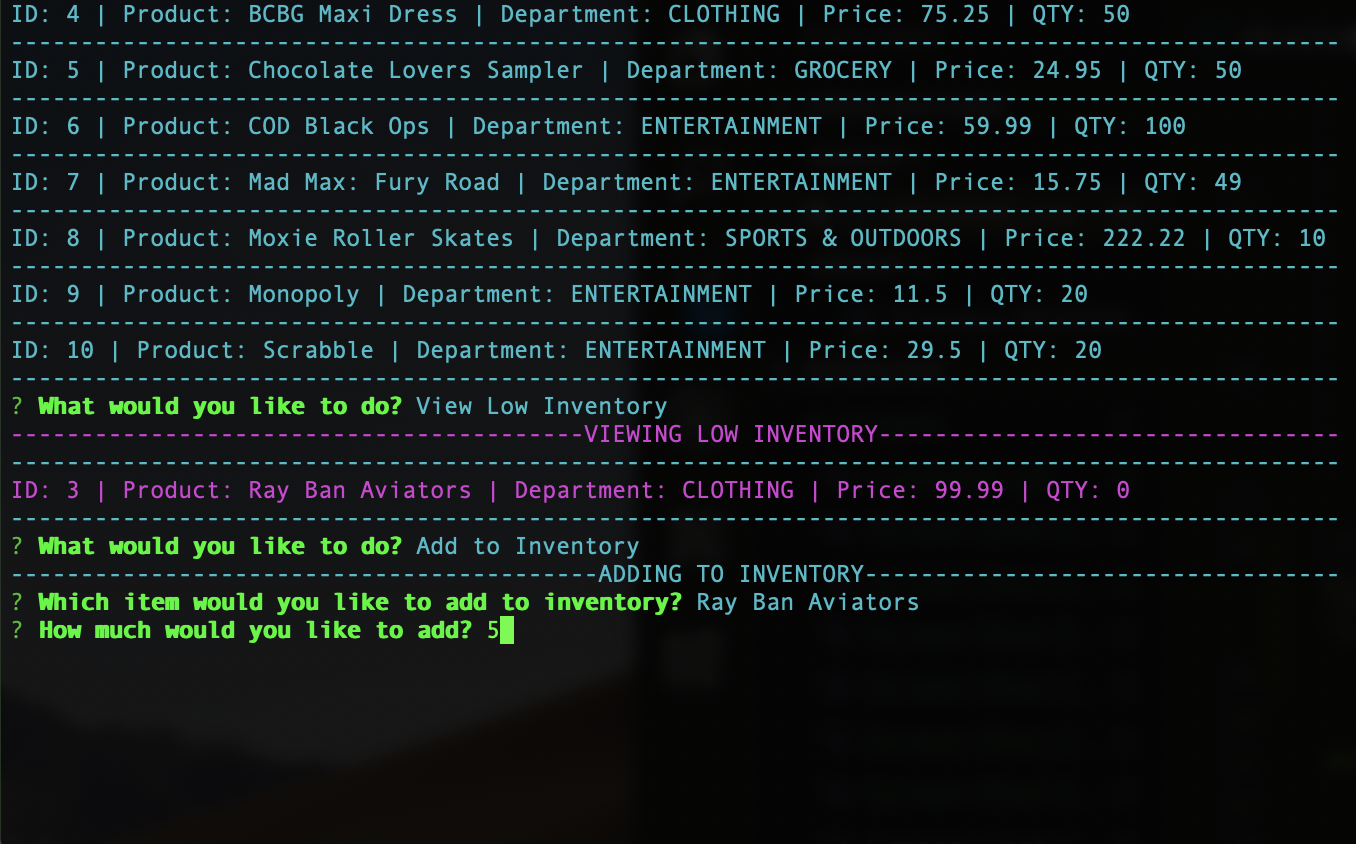 ID: 4 | Product: BCBG Maxi Dress | Department: CLOTHING | Price: 75.25 | QTY: 50
-----------------------------------------------------------------------------------------------
ID: 5 | Product: Chocolate Lovers Sampler | Department: GROCERY | Price: 24.95 | QTY: 50
-----------------------------------------------------------------------------------------------
ID: 6 | Product: COD Black Ops | Department: ENTERTAINMENT | Price: 59.99 | QTY: 100
-----------------------------------------------------------------------------------------------
ID: 7 | Product: Mad Max: Fury Road | Department: ENTERTAINMENT | Price: 15.75 | QTY: 49
-----------------------------------------------------------------------------------------------
ID: 8 | Product: Moxie Roller Skates | Department: SPORTS & OUTDOORS | Price: 222.22 | QTY: 10
-----------------------------------------------------------------------------------------------
ID: 9 | Product: Monopoly | Department: ENTERTAINMENT | Price: 11.5 | QTY: 20
-----------------------------------------------------------------------------------------------
ID: 10 | Product: Scrabble | Department: ENTERTAINMENT | Price: 29.5 | QTY: 20
-----------------------------------------------------------------------------------------------
? What would you like to do? View Low Inventory
-----------------------------------------VIEWING LOW INVENTORY---------------------------------
-----------------------------------------------------------------------------------------------
ID: 3 | Product: Ray Ban Aviators | Department: CLOTHING | Price: 99.99 | QTY: 0
-----------------------------------------------------------------------------------------------
? What would you like to do? Add to Inventory
------------------------------------------ADDING TO INVENTORY----------------------------------
? Which item would you like to add to inventory? Ray Ban Aviators
? How much would you like to add? 5